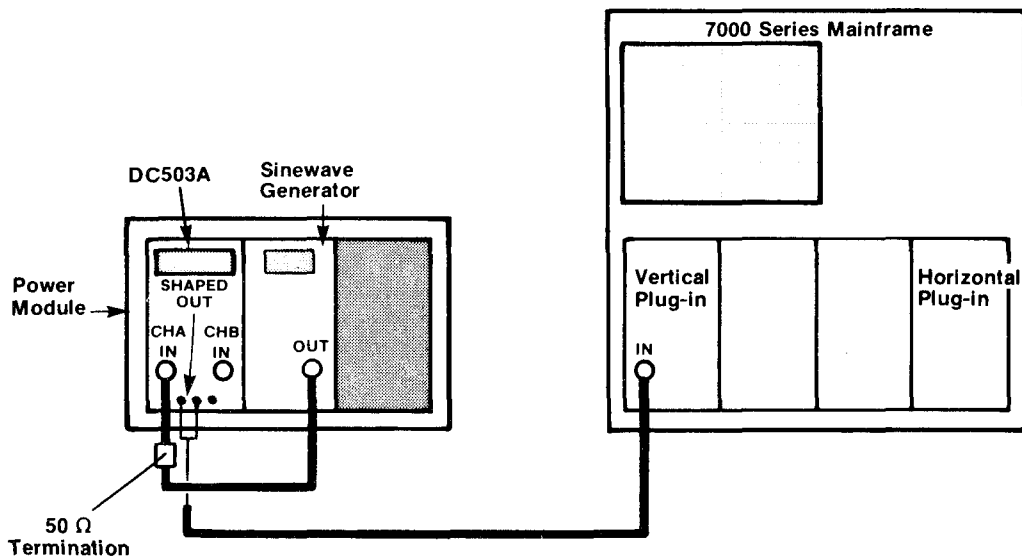 7000 Series Mainframe
DC503A
Sinewave
Generator
Power
Module
SHAPED
OUT
CHA
IN
CHB
IN
OUT
Vertical
Plug-in
IN
Horizontal
Plug-in
50 Ω
Termination